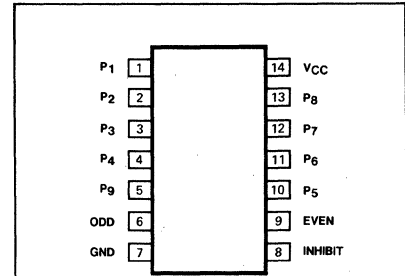 P1 1 14 VCC
P2 2 13 P8
P3 3 12 P7
P4 4 11 P6
P9 5 10 P5
ODD 6 9 EVEN
GND 7 8 INHIBIT